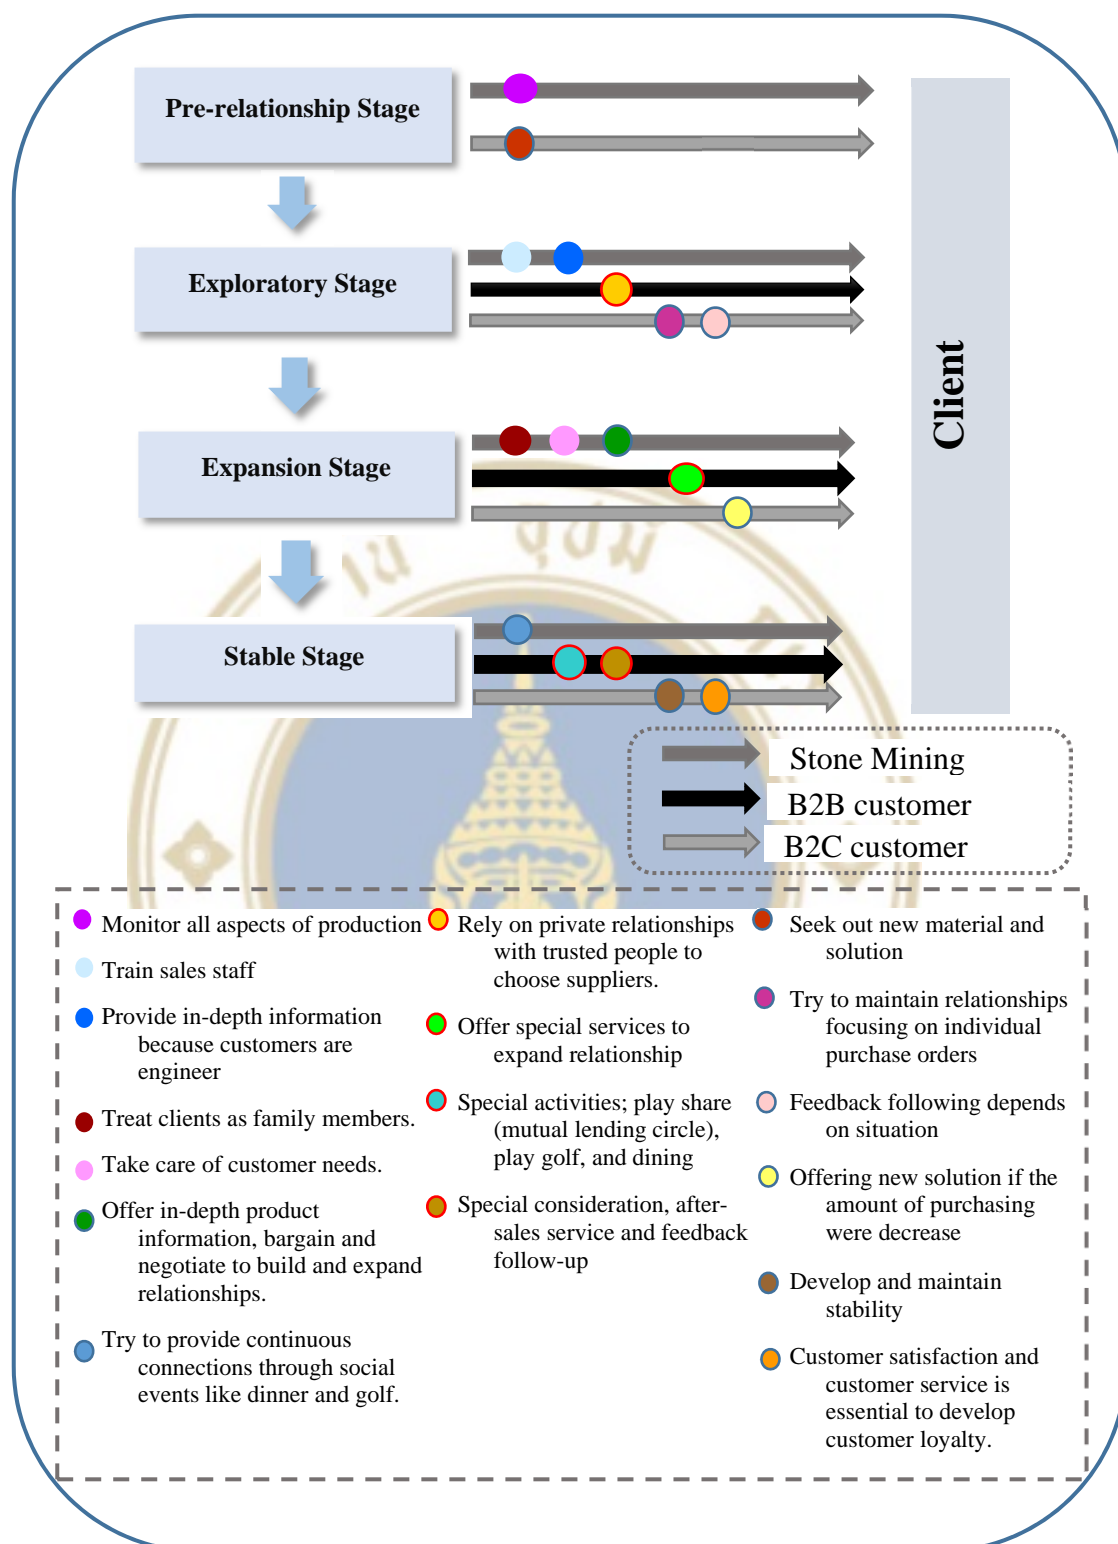 Pre-relationship Stage
Exploratory Stage
Expansion Stage
Stable Stage
Client
Stone Mining
B2B customer
B2C customer
Monitor all aspects of production
Train sales staff
Provide in-depth information
because customers are
engineer
Treat clients as family members.
Take care of customer needs.
Offer in-depth product
information, bargain and
negotiate to build and expand
relationships.
Try to provide continuous
connections through social
events like dinner and golf.
Rely on private relationships
with trusted people to
choose suppliers.
Offer special services to
expand relationship
Special activities; play share
(mutual lending circle),
play golf, and dining
Special consideration, after-
sales service and feedback
follow-up
Seek out new material and
solution
Try to maintain relationships
focusing on individual
purchase orders
Feedback following depends
on situation
Offering new solution if the
amount of purchasing
were decrease
Develop and maintain
stability
Customer satisfaction and
customer service is
essential to develop
customer loyalty.